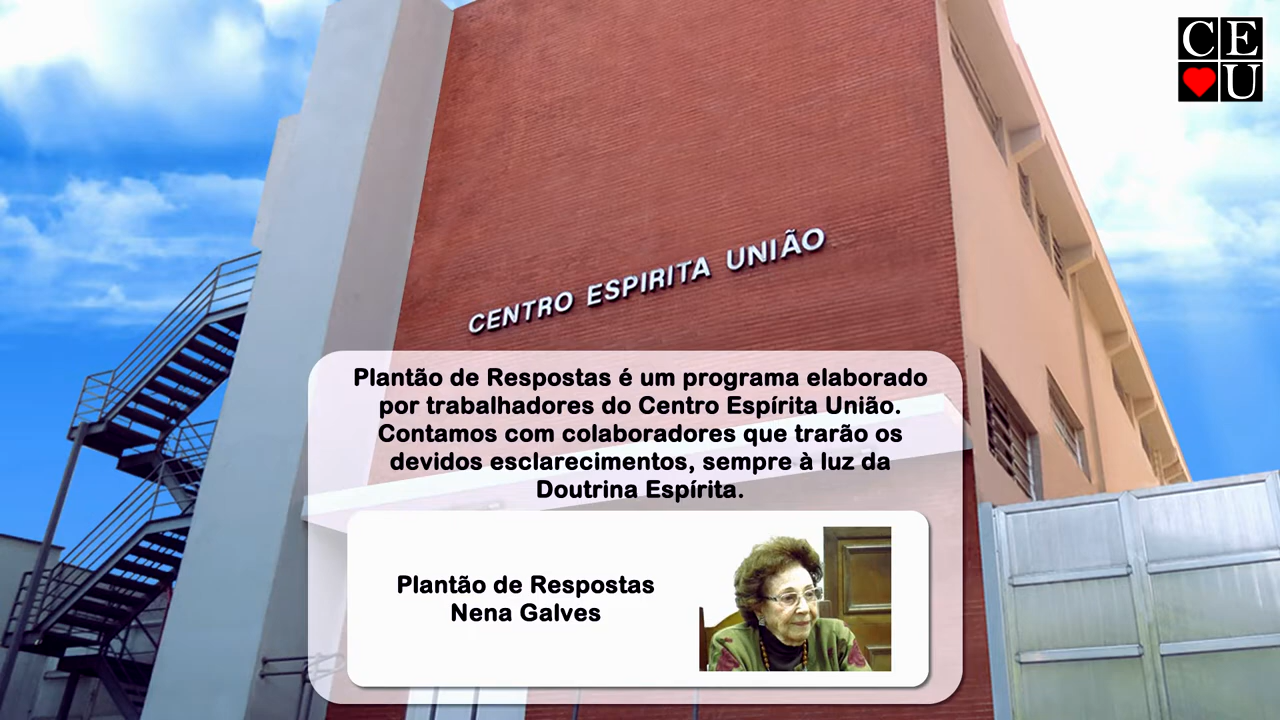 CE
U
CENTRO ESPIRITA UNIÃO
Plantão de Respostas é um programa elaborado
por trabalhadores do Centro Espírita União.
Contamos com colaboradores que trarão os
devidos esclarecimentos, sempre à luz da
Doutrina Espírita.
Plantão de Respostas
Nena Galves